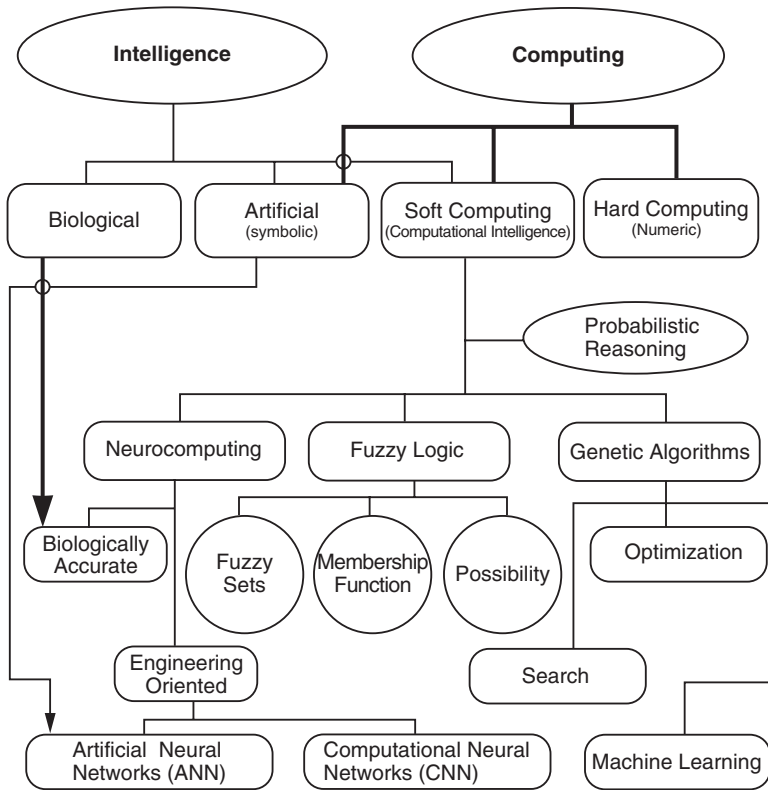 Intelligence
Computing
Biological
Artificial
(symbolic)
Soft Computing
(Computational Intelligence)
Hard Computing
(Numeric)
Probabilistic
Reasoning
Neurocomputing
Fuzzy Logic
Genetic Algorithms
Biologically
Accurate
Fuzzy
Sets
Membership
Function
Possibility
Optimization
Engineering
Oriented
Search
Artificial Neural
Networks (ANN)
Computational Neural
Networks (CNN)
Machine Learning